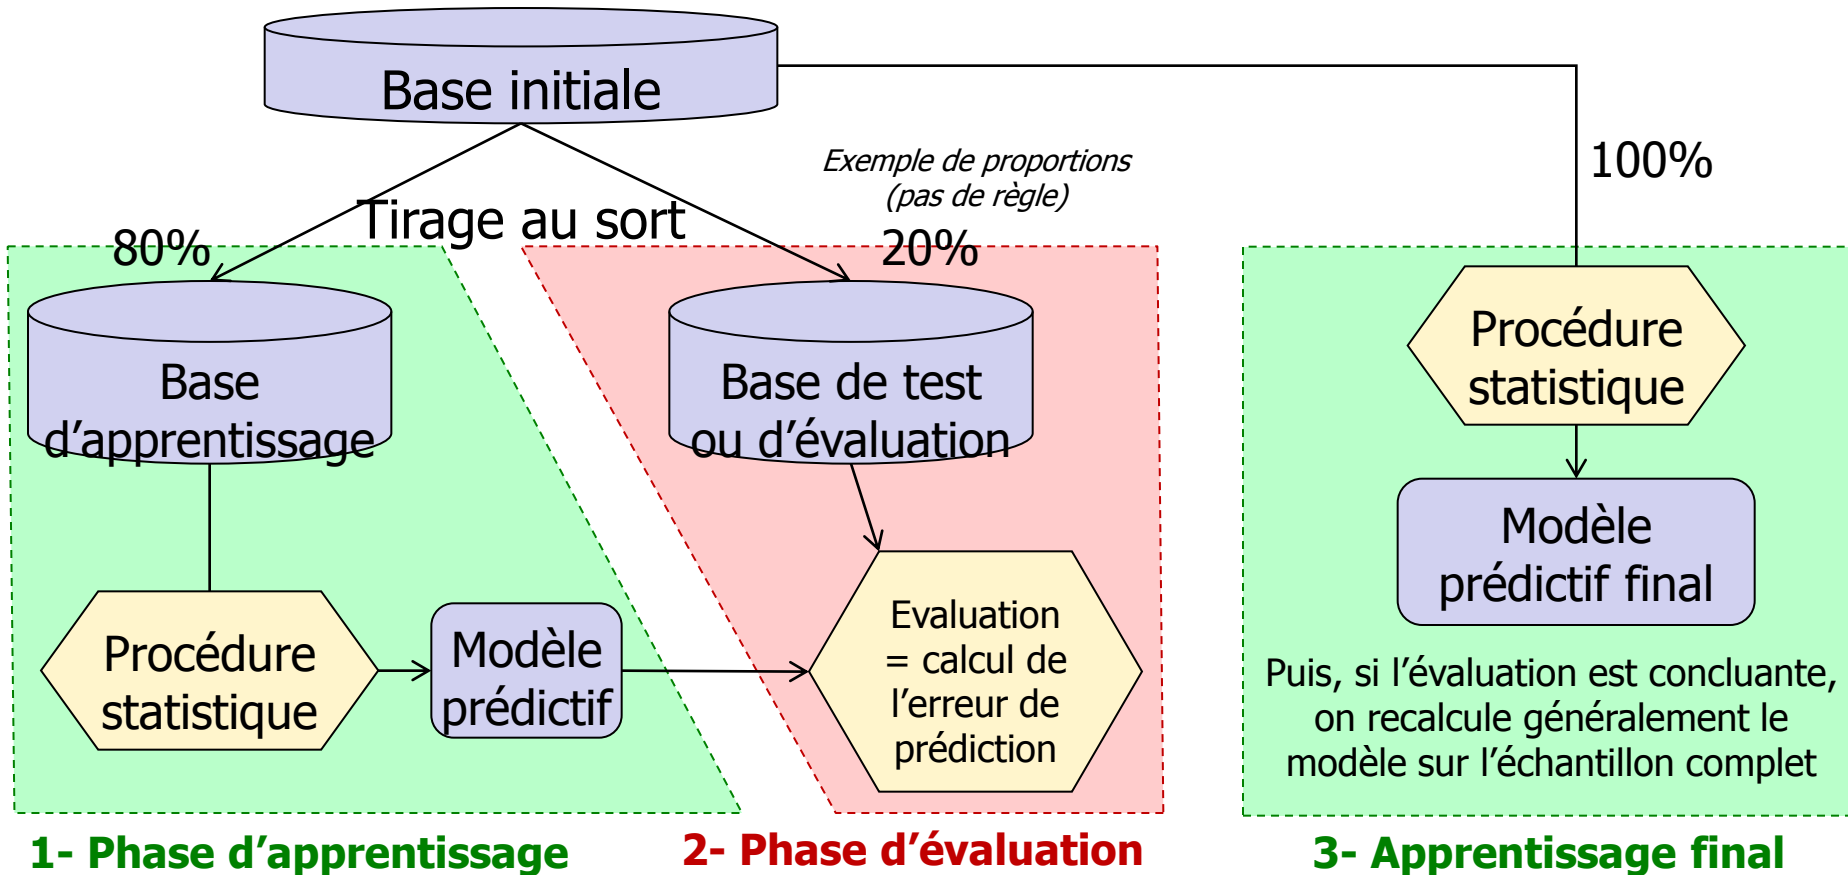 Base initiale
Exemple de proportions
(pas de règle)
100%
Tirage au sort
80%
20%
Base
d’apprentissage
Base de test
ou d’évaluation
Procédure
statistique
Modèle
prédictif
Evaluation
= calcul de
l’erreur de
prédiction
Procédure
statistique
Modèle
prédictif final
Puis, si l’évaluation est concluante,
on recalcule généralement le
modèle sur l’échantillon complet
1- Phase d’apprentissage
2- Phase d’évaluation
3- Apprentissage final